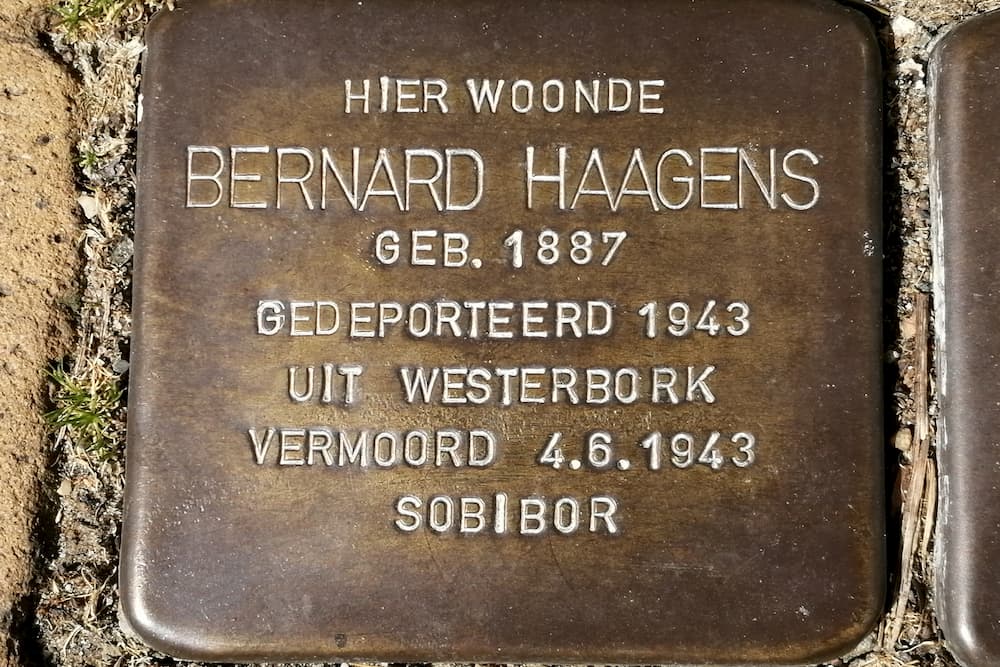 HIER WOONDE
BERNARD HAAGENS
GEB. 1887
GEDEPORTEERD 1943
UIT WESTERBORK
VERMOORD 4.6.1943
SOBIBOR